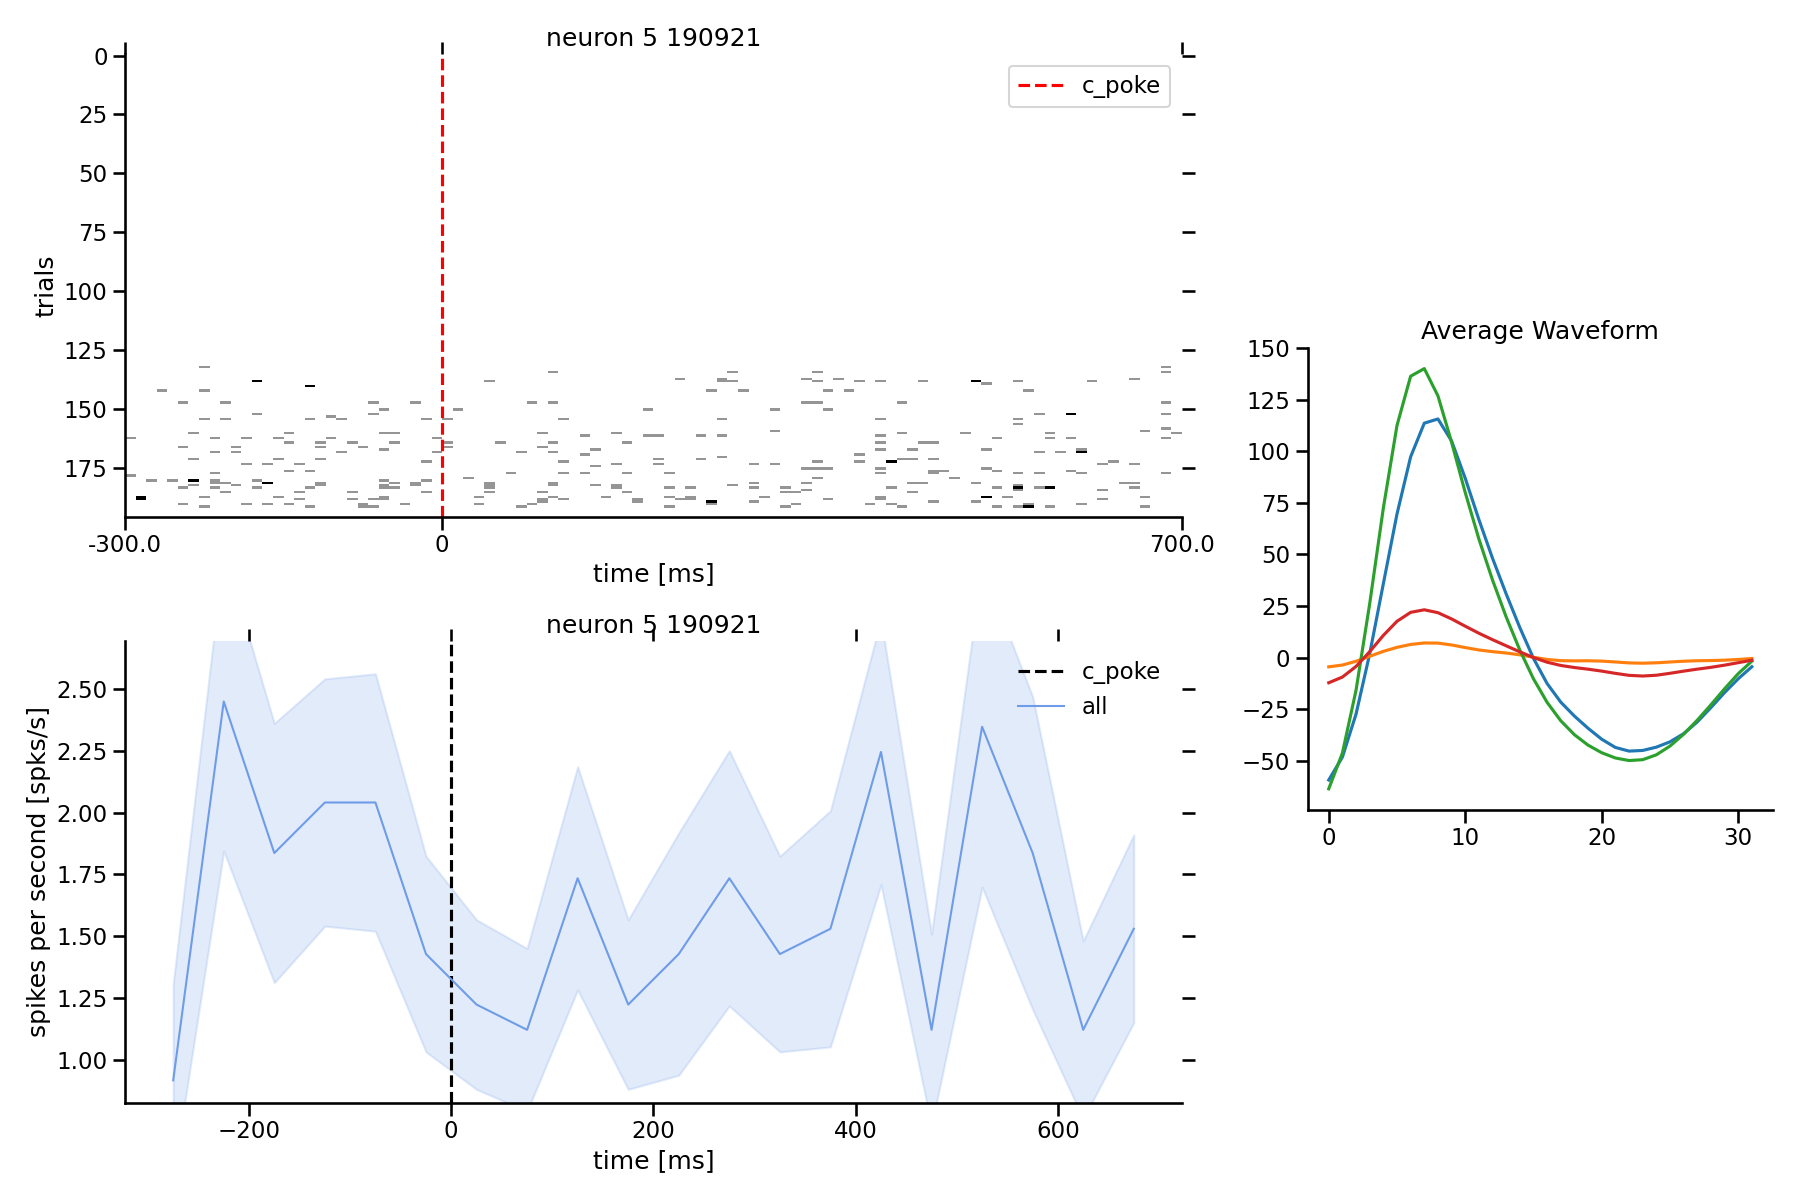 neuron 5 190921
c_poke
0
25
50
75
100
125
150
175
trials
-300.0 0 700.0
time [ms]
neuron 5 190921
c_poke
all
2.50
2.25
2.00
1.75
1.50
1.25
1.00
spikes per second [spks/s]
−200 0 200 400 600
time [ms]
Average Waveform
150
125
100
75
50
25
0
−25
−50
0 10 20 30